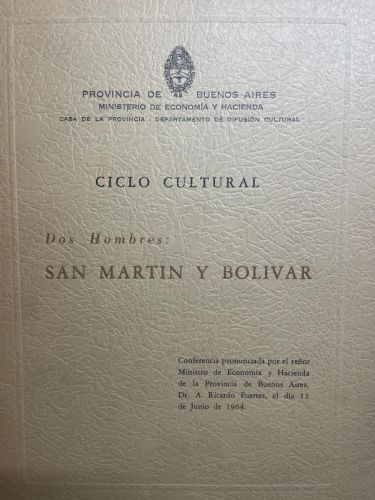 PROVINCIA DE BUENOS AIRES
MINISTERIO DE ECONOMÍA Y HACIENDA
CASA DE LA PROVINCIA - DEPARTAMENTO DE DIFUSIÓN CULTURAL
CICLO CULTURAL
Dos Hombres:
SAN MARTIN Y BOLIVAR
Conferencia pronunciada por el señor
Ministro de Economía y Hacienda
de la Provincia de Buenos Aires,
Dr. A. Ricardo Fuertes, el día 12
de Junio de 1964.